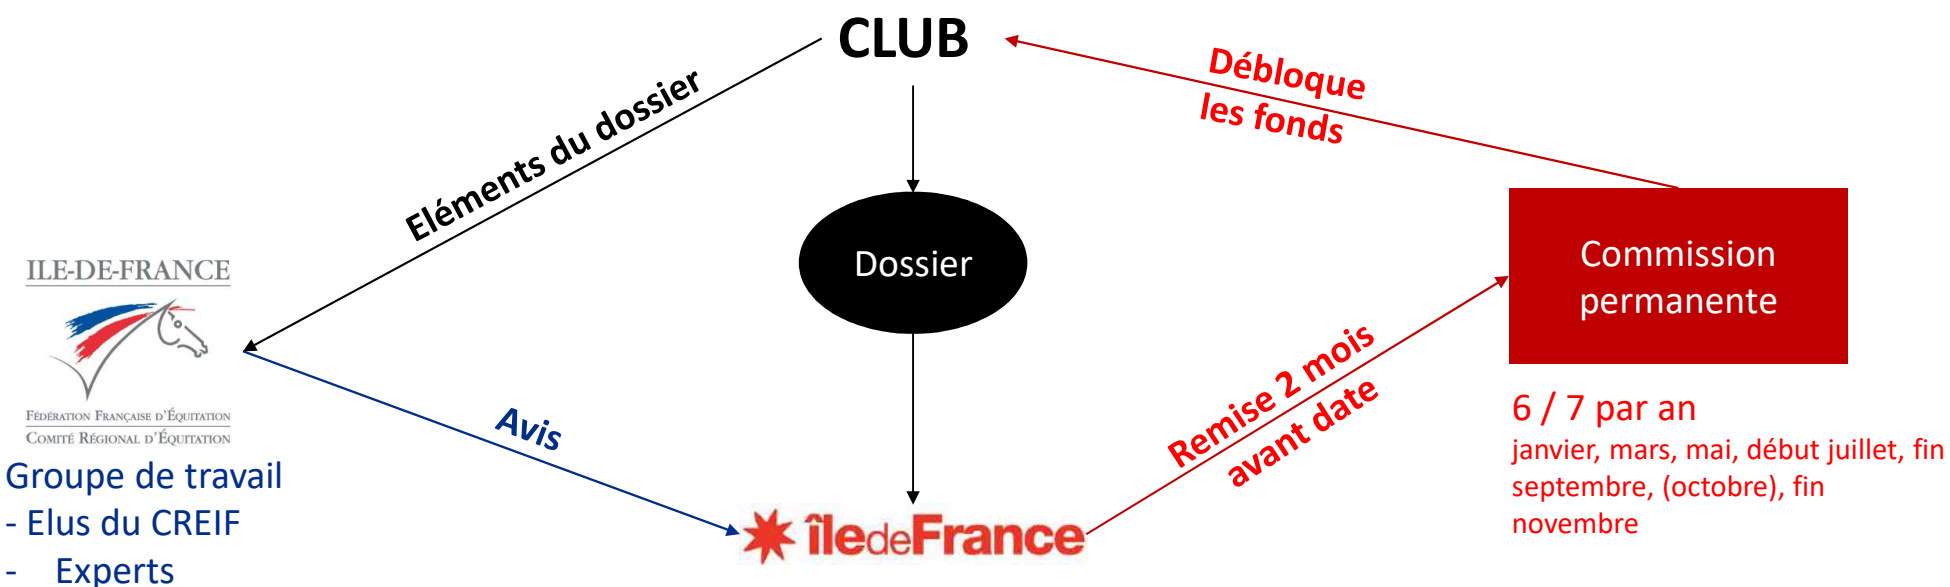 CLUB
Débloque
les fonds
Eléments du dossier
Dossier
Commission
permanente
ILE-DE-FRANCE
FÉDÉRATION FRANÇAISE D'ÉQUITATION
COMITÉ RÉGIONAL D'ÉQUITATION
Avis
Remise 2 mois
avant date
6 / 7 par an
janvier, mars, mai, début juillet, fin
septembre, (octobre), fin
novembre
Groupe de travail
- Elus du CREIF
- Experts
îledeFrance